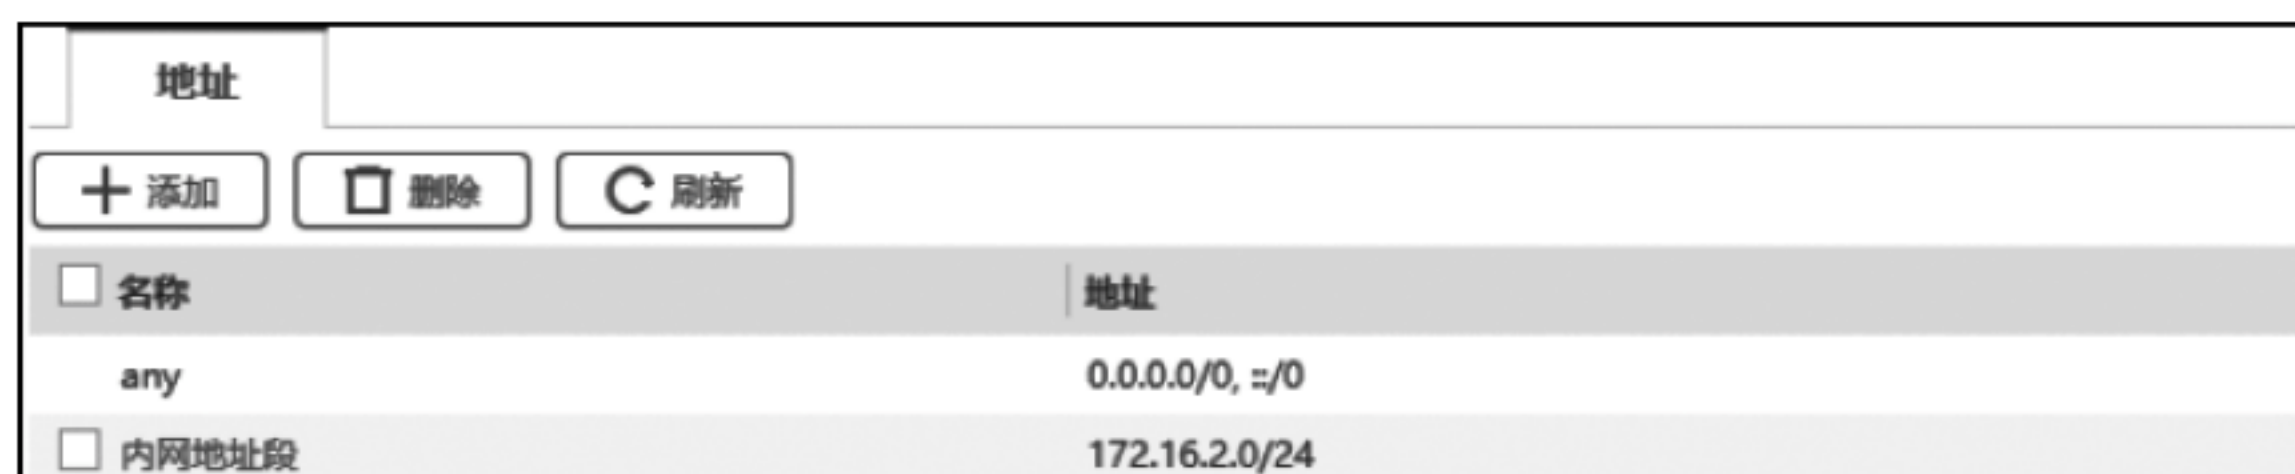 地址
添加 删除 刷新
名称 地址
any 0.0.0.0/0, ::/0
内网地址段 172.16.2.0/24